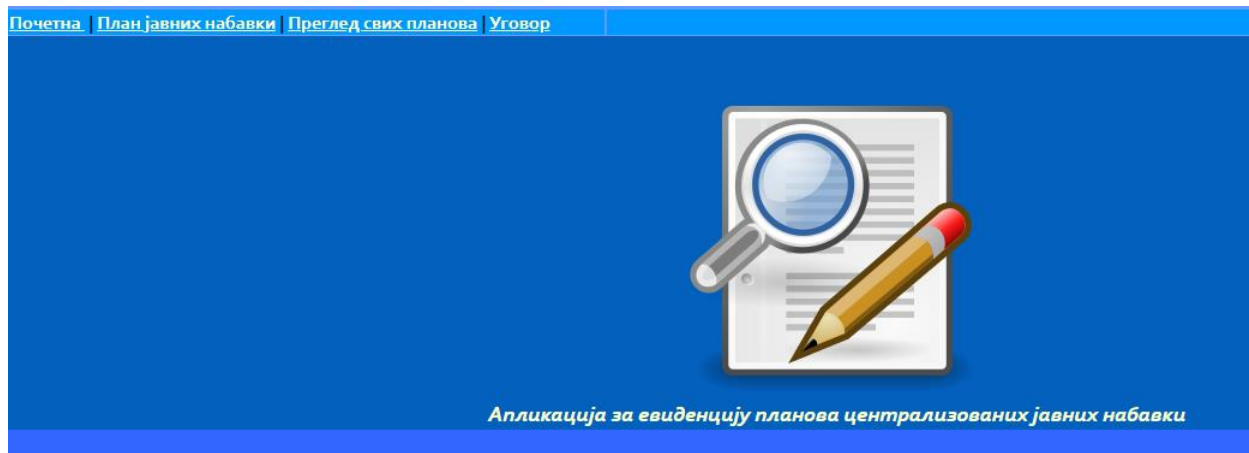 Почетна | План јавних набавки | Преглед свих планова | Уговор
Апликација за евиденцију планова централизованих јавних набавки